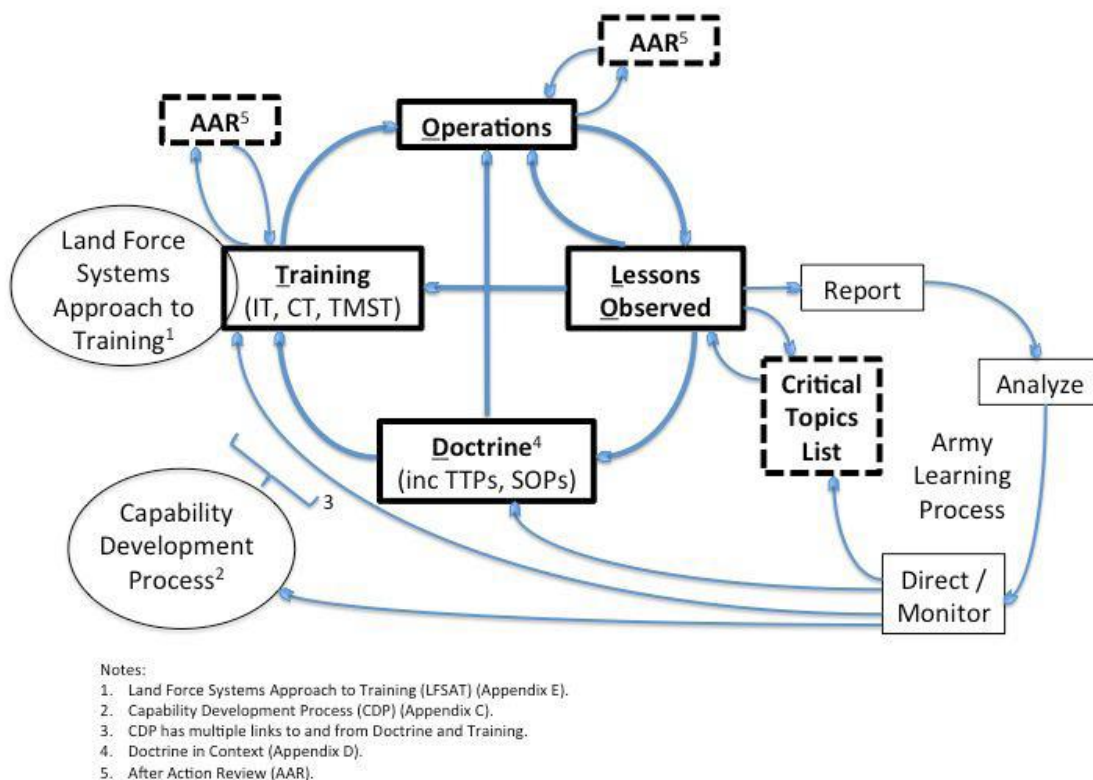 AAR5
AAR5
Operations
Land Force
Systems
Approach to
Training1
Training
(IT, CT, TMST)
Lessons
Observed
Report
Analyze
Critical
Topics
List
Army
Learning
Process
Doctrine4
(inc TTPs, SOPs)
3
Capability
Development
Process2
Direct /
Monitor
Notes:
1. Land Force Systems Approach to Training (LFSAT) (Appendix E).
2. Capability Development Process (CDP) (Appendix C).
3. CDP has multiple links to and from Doctrine and Training.
4. Doctrine in Context (Appendix D).
5. After Action Review (AAR).